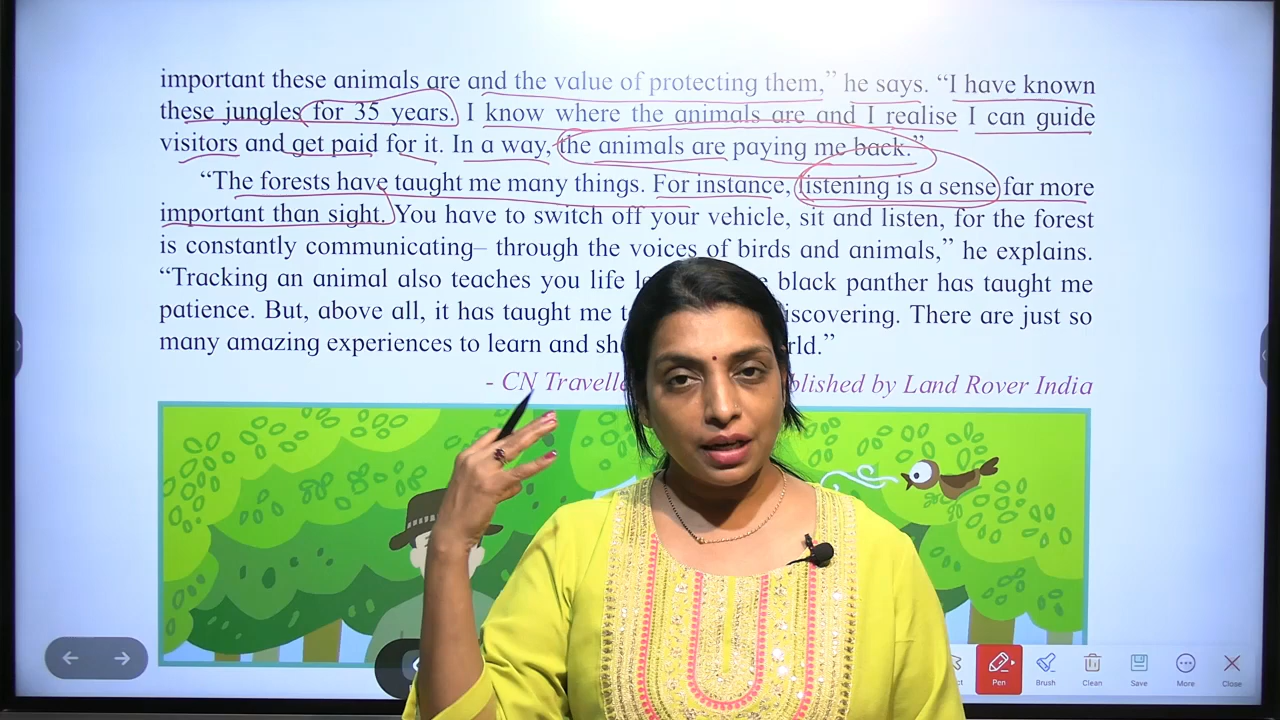 important these animals are and the value of protecting them,” he says. “I have known
these jungles for 35 years. I know where the animals are and I realise I can guide
visitors and get paid for it. In a way, the animals are paying me back.”
“The forests have taught me many things. For instance, listening is a sense far more
important than sight. You have to switch off your vehicle, sit and listen, for the forest
is constantly communicating– through the voices of birds and animals,” he explains.
“Tracking an animal also teaches you life black panther has taught me
patience. But, above all, it has taught me There are just so
many amazing experiences to learn and
- CN by Land Rover India
Pen
Brush
Clean
Save
More
Close